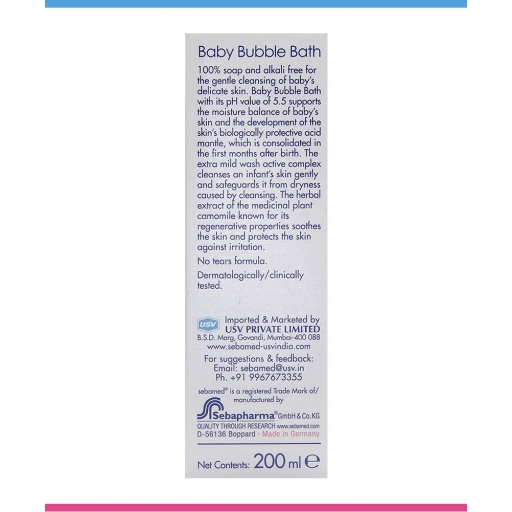 Baby Bubble Bath
100% soap and alkali free for
the gentle cleansing of baby's
delicate skin. Baby Bubble Bath
with its pH value of 5.5 supports
the moisture balance of baby's
skin and the development of the
skin's biologically protective acid
mantle, which is consolidated in
the first months after birth. The
extra mild wash active complex
cleanses an infant's skin gently
and safeguards it from dryness
caused by cleansing. The herbal
extract of the medicinal plant
camomile known for its
regenerative properties soothes
the skin and protects the skin
against irritation.
No tears formula.
Dermatologically/clinically
tested.
USV
Imported & Marketed by
USV PRIVATE LIMITED
B.S.D. Marg, Govandi, Mumbai-400 088
www.sebamed-usvindia.com
For suggestions & feedback:
Email: sebamed@usv.in
Ph. +91 9967673355
sebamed® is a registered Trade Mark of/
manufactured by
Sebapharma® GmbH & Co. KG
QUALITY THROUGH RESEARCH www.sebamed.com
D-56136 Boppard - Made in Germany
Net Contents: 200 ml ℮